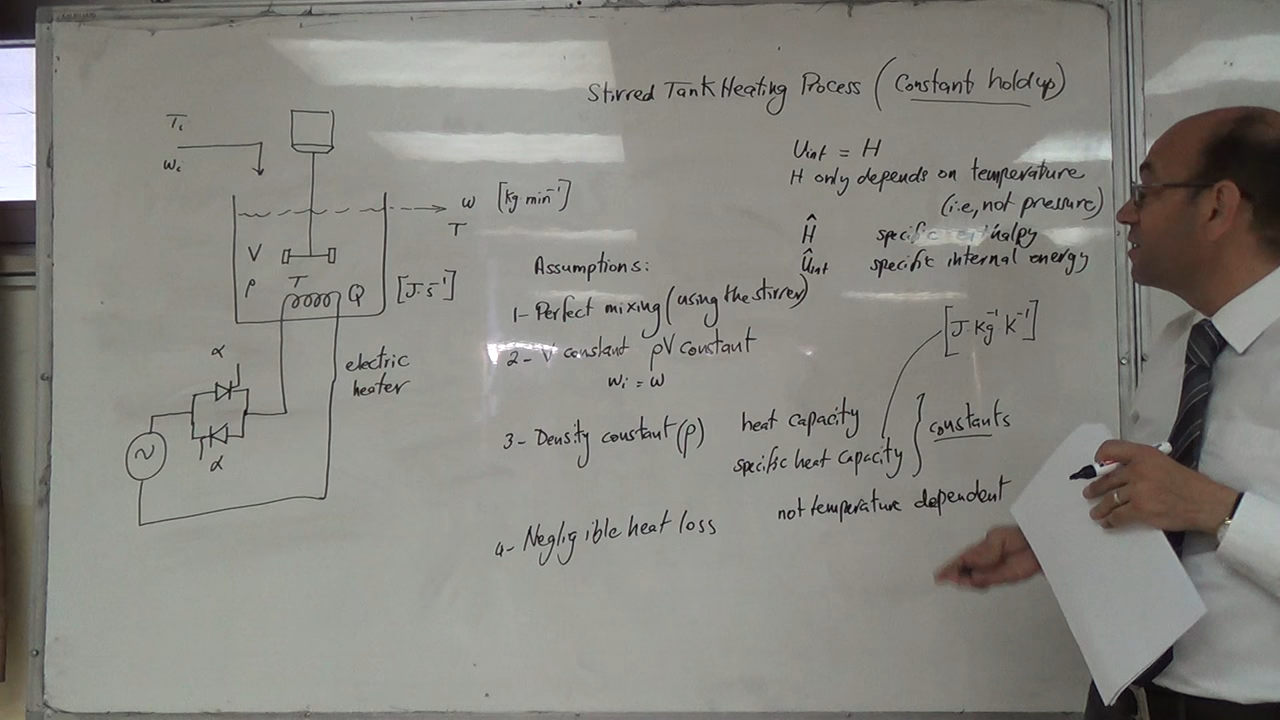 Stirred Tank Heating Process (Constant holdup)
Ti
wi
w [Kg min⁻¹]
T
V
ρ
T
Q [J.s⁻¹]
α
α
~
electric
heater
Uint = H
H only depends on temperature
(i.e, not pressure)
Ĥ specific enthalpy
Ûint specific internal energy
Assumptions:
1- Perfect mixing (using the stirrer)
2- V constant ρV constant
wi = w
[J.Kg⁻¹ K⁻¹]
3- Density constant (ρ) heat capacity
specific heat capacity } constants
not temperature dependent
4- Negligible heat loss